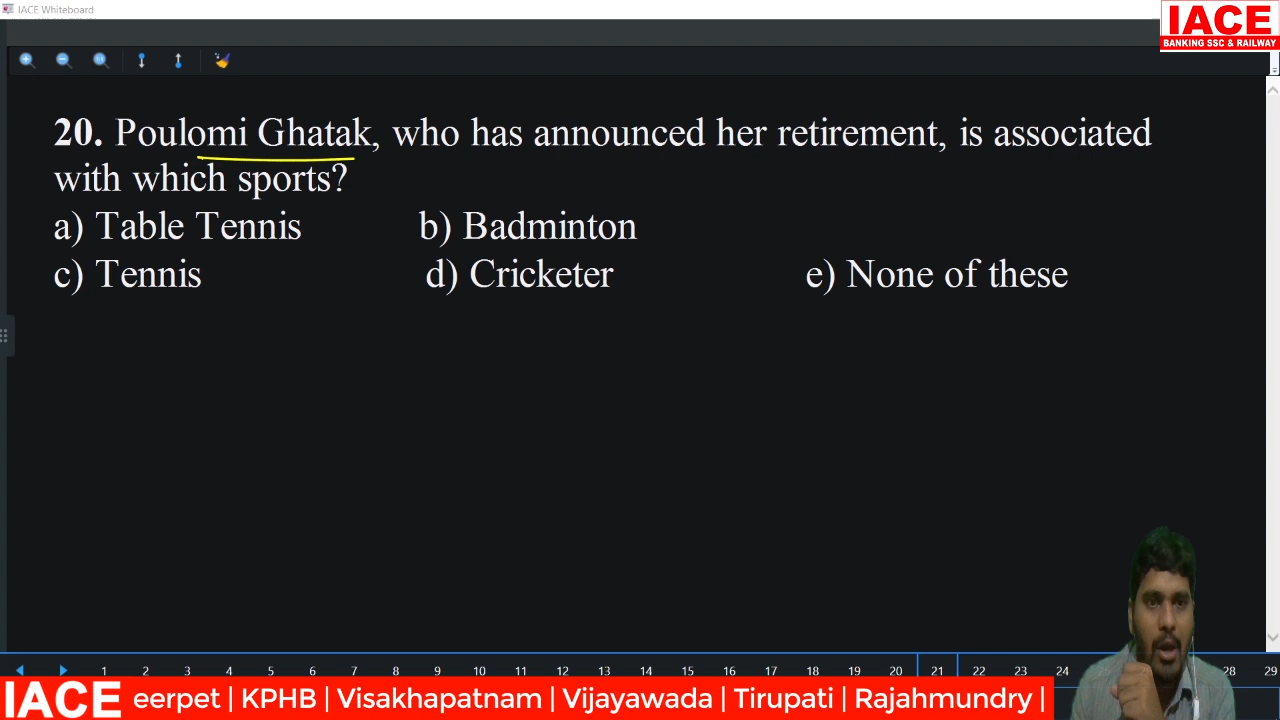 IACE Whiteboard
IACE
BANKING SSC & RAILWAY
20. Poulomi Ghatak, who has announced her retirement, is associated
with which sports?
a) Table Tennis b) Badminton
c) Tennis d) Cricketer e) None of these
1 2 3 4 5 6 7 8 9 10 11 12 13 14 15 16 17 18 19 20 21 22 23 24 28 29
IACE eerpet | KPHB | Visakhapatnam | Vijayawada | Tirupati | Rajahmundry |